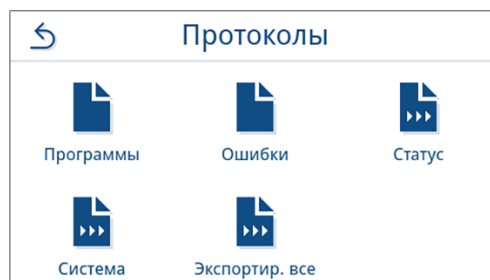 Протоколы
Программы
Ошибки
Статус
Система
Экспортир. все